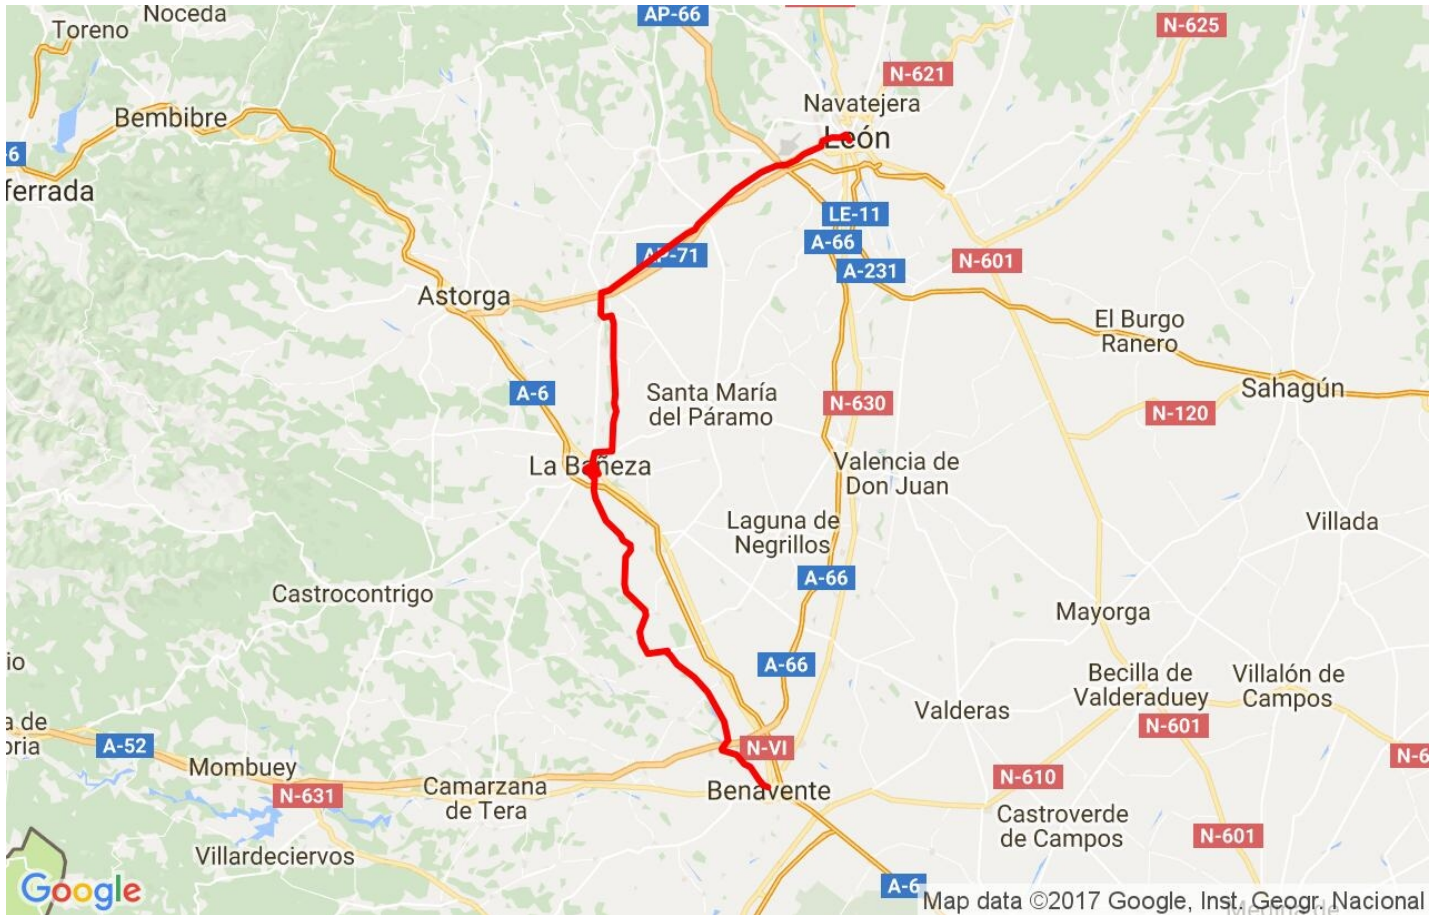 Noceda
AP-66
N-625
Toreno
N-621
Navatejera
Bembibre
León
-6
ferrada
LE-11
A-66
AP-71
N-601
A-231
Astorga
El Burgo
Ranero
A-6
Santa María
del Páramo
N-630
Sahagún
N-120
La Bañeza
Valencia de
Don Juan
Laguna de
Negrillos
Villada
A-66
Castrocontrigo
Mayorga
io
A-66
Becilla de
Valderaduey
Villalón de
Campos
Valderas
a de
oria
A-52
N-VI
N-601
N-6
Mombuey
N-631
Camarzana
de Tera
Benavente
N-610
Castroverde
de Campos
N-601
Villardeciervos
Google
A-6
Map data ©2017 Google, Inst. Geogr. Nacional